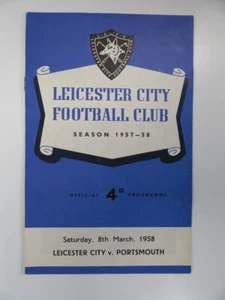 LEICESTER CITY
FOOTBALL CLUB
SEASON 1957-58
OFFICIAL 4D PROGRAMME
Saturday, 8th March, 1958
LEICESTER CITY v. PORTSMOUTH